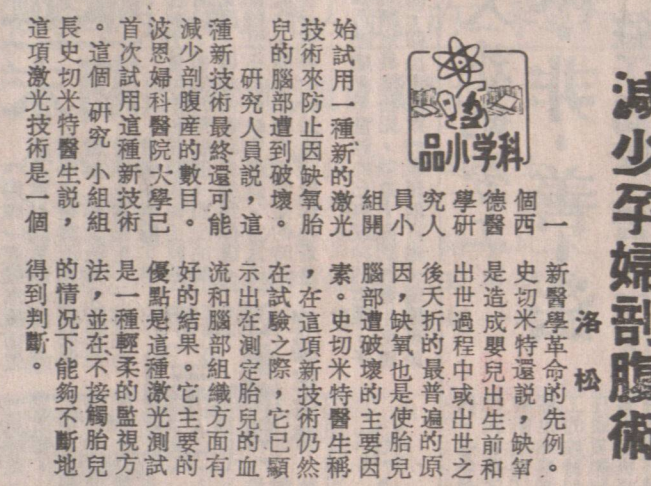 減少孕婦剖腹術
洛松
科学小品
一
個西
德醫
學研
究人
員小
組開
始試用一種新的激光
技術來防止因缺氧胎
兒的腦部遭到破壞。
研究人員説，這
種新技術最終還可能
減少剖腹産的數目。
波恩婦科醫院大學已
首次試用這種新技術
。這個 研究 小組組
長史切米特醫生説，
這項激光技術是一個
新醫學革命的先例。
史切米特還説，缺氧
是造成嬰兒出生前和
出世過程中或出世之
後夭折的最普遍的原
因，缺氧也是使胎兒
腦部遭破壞的主要因
素。史切米特醫生稱
，在這項新技術仍然
在試驗之際，它已顯
示出在測定胎兒的血
流和腦部組織方面有
好的結果。它主要的
優點是這種激光測試
是一種輕柔的監視方
法，並在不接觸胎兒
的情况下能夠不斷地
得到判斷。